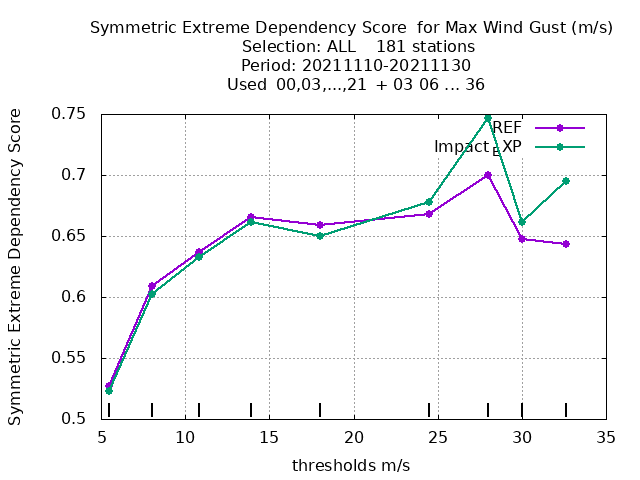 Symmetric Extreme Dependency Score for Max Wind Gust (m/s)
Selection: ALL 181 stations
Period: 20211110-20211130
Used 00,03,...,21 + 03 06 ... 36
Symmetric Extreme Dependency Score
0.75
0.7
0.65
0.6
0.55
0.5
REF
Impact_EXP
5 10 15 20 25 30 35
thresholds m/s